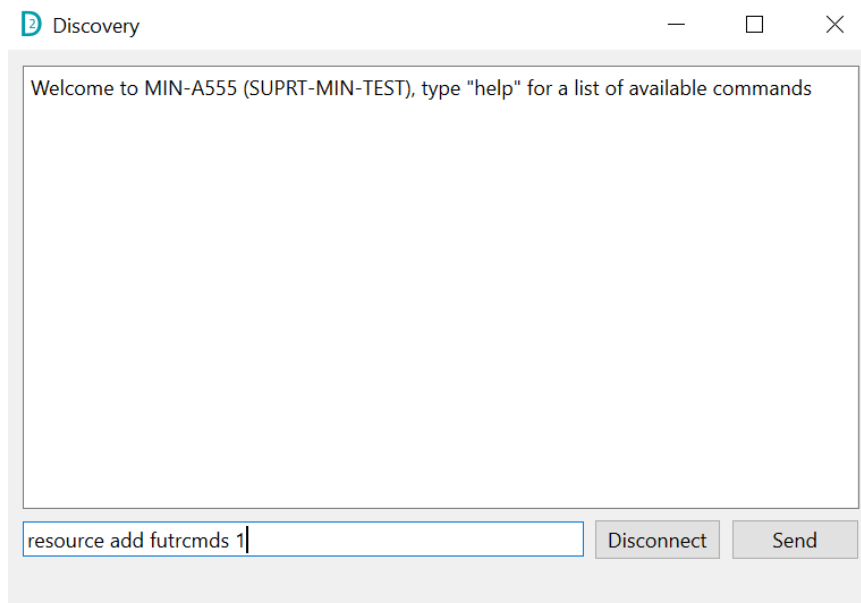 2 Discovery
Welcome to MIN-A555 (SUPRT-MIN-TEST), type "help" for a list of available commands
resource add futrcmds 1
Disconnect
Send